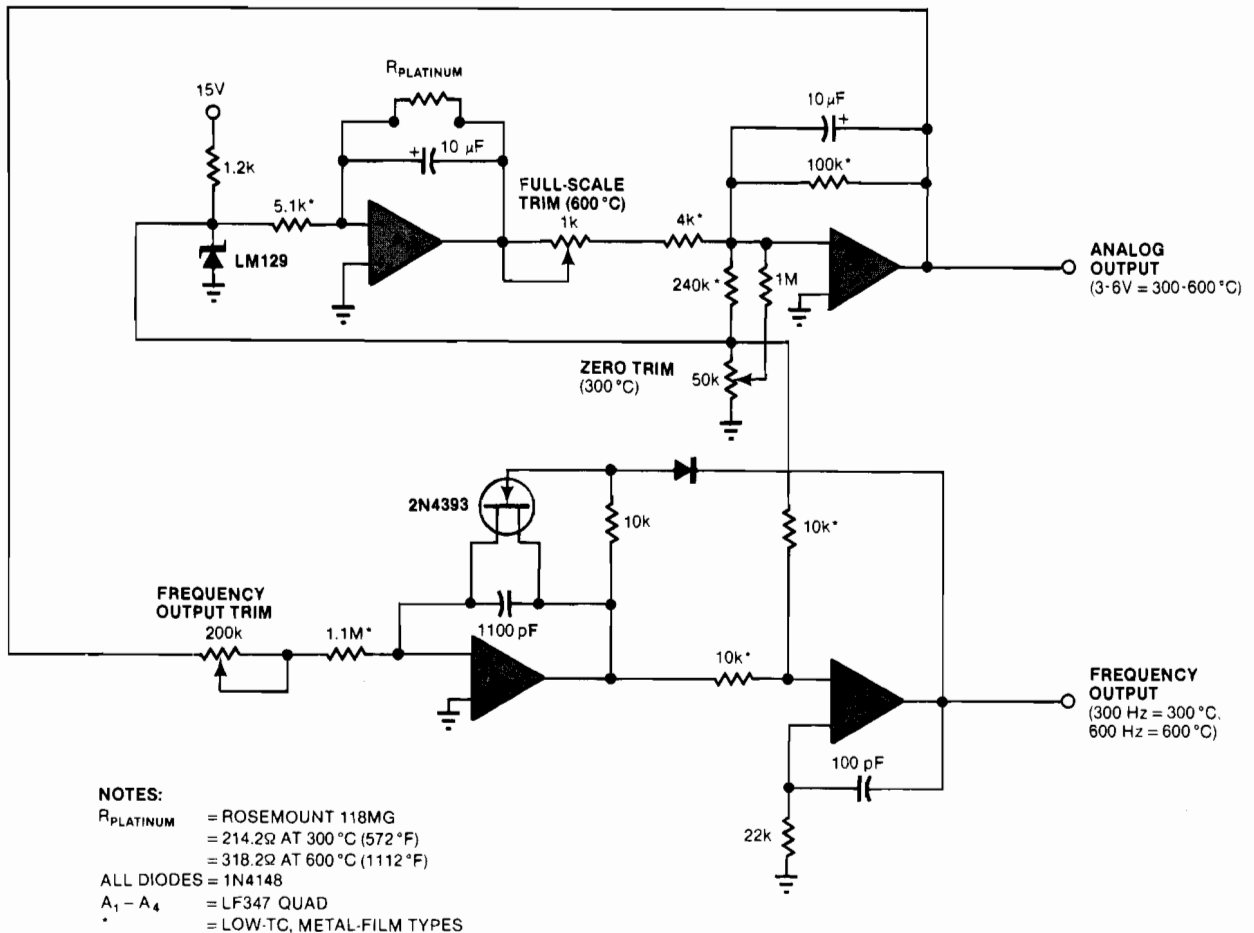 R_PLATINUM
15V
10 µF
+
1.2k
+
10 µF
100k*
FULL-SCALE
TRIM (600 °C)
1k
5.1k*
4k*
LM129
240k*
1M
ANALOG
OUTPUT
(3-6V = 300-600 °C)
ZERO TRIM
(300 °C)
50k
2N4393
10k
10k*
FREQUENCY
OUTPUT TRIM
200k
1.1M*
1100 pF
10k*
FREQUENCY
OUTPUT
(300 Hz = 300 °C,
600 Hz = 600 °C)
100 pF
22k
NOTES:
R_PLATINUM = ROSEMOUNT 118MG
= 214.2Ω AT 300 °C (572 °F)
= 318.2Ω AT 600 °C (1112 °F)
ALL DIODES = 1N4148
A₁ – A₄ = LF347 QUAD
* = LOW-TC, METAL-FILM TYPES